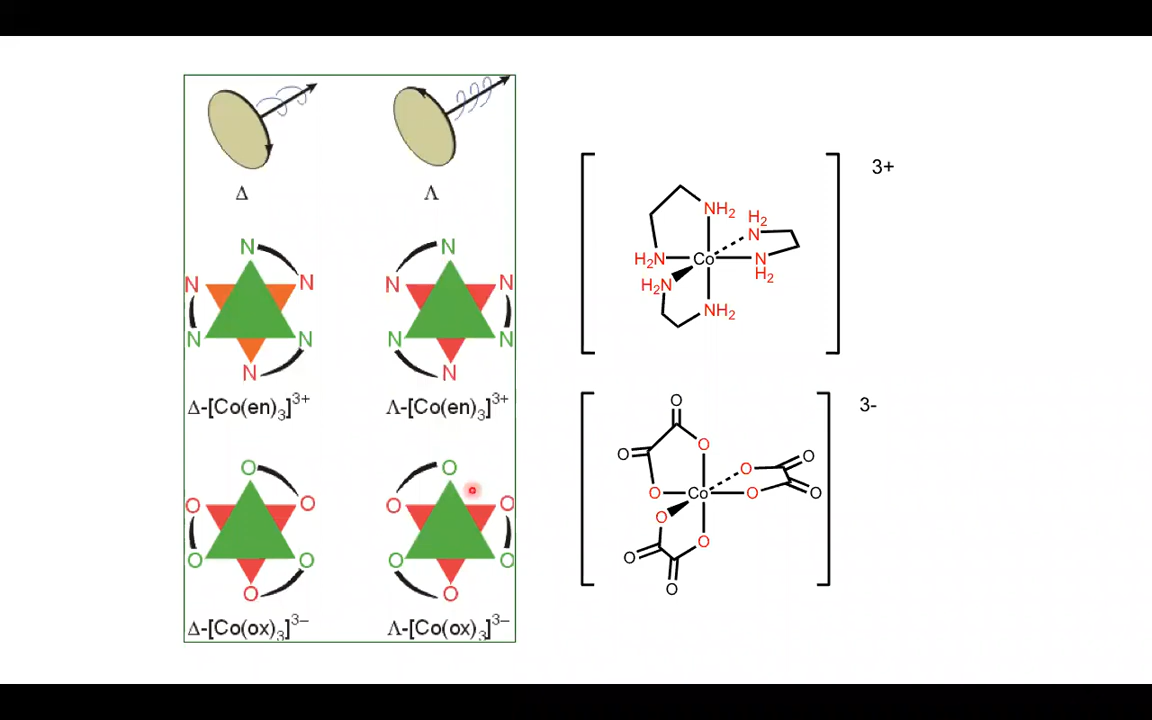 Δ Λ
N N
N N N N
N N N N
N N
Δ-[Co(en)₃]³⁺ Λ-[Co(en)₃]³⁺
O O
O O O O
O O O O
O O
Δ-[Co(ox)₃]³⁻ Λ-[Co(ox)₃]³⁻
3+
NH₂ H₂
N
H₂N Co N
H₂
H₂N
NH₂
3-
O
O O O O
O Co O O
O
O O
O